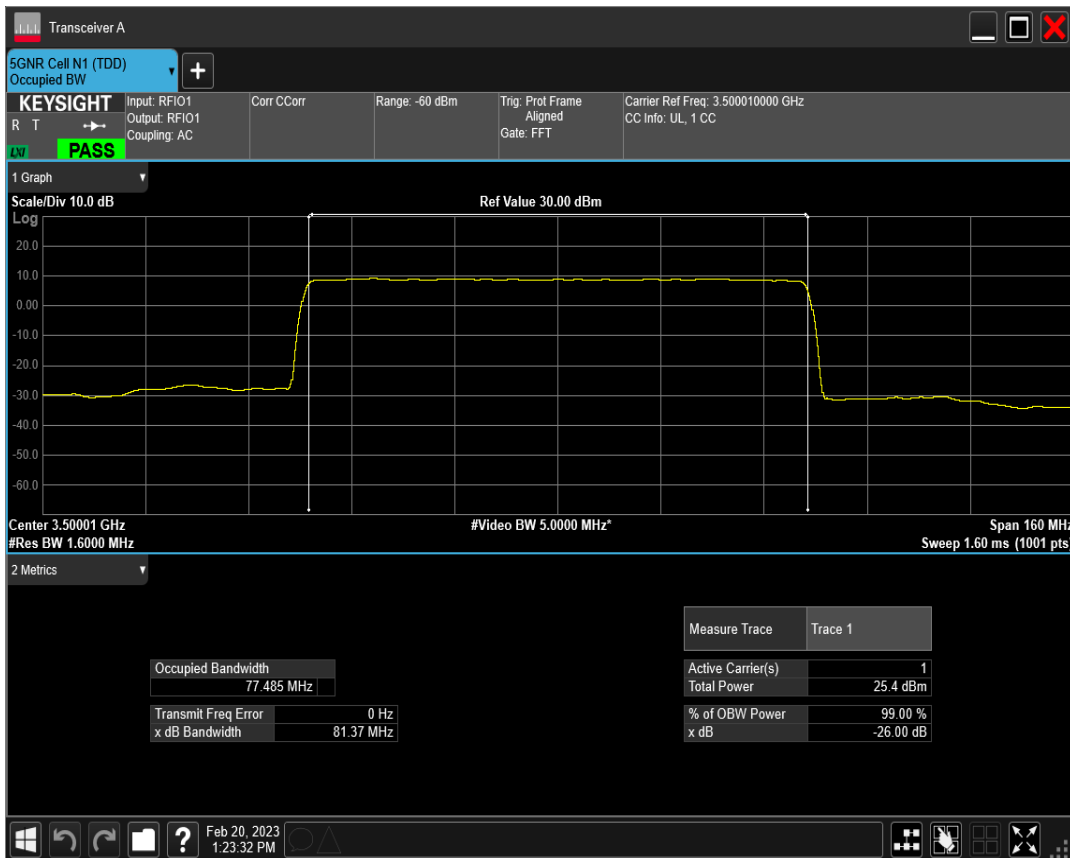 Transceiver A
5GNR Cell N1 (TDD)
Occupied BW
+
KEYSIGHT
R T
LXI
PASS
Input: RFIO1
Output: RFIO1
Coupling: AC
Corr CCorr
Range: -60 dBm
Trig: Prot Frame
Aligned
Gate: FFT
Carrier Ref Freq: 3.500010000 GHz
CC Info: UL, 1 CC
1 Graph
Scale/Div 10.0 dB
Ref Value 30.00 dBm
Log
20.0
10.0
0.00
-10.0
-20.0
-30.0
-40.0
-50.0
-60.0
Center 3.50001 GHz
#Video BW 5.0000 MHz*
Span 160 MHz
#Res BW 1.6000 MHz
Sweep 1.60 ms (1001 pts)
2 Metrics
Measure Trace Trace 1
Occupied Bandwidth
77.485 MHz
Active Carrier(s) 1
Total Power 25.4 dBm
Transmit Freq Error 0 Hz
x dB Bandwidth 81.37 MHz
% of OBW Power 99.00 %
x dB -26.00 dB
?
Feb 20, 2023
1:23:32 PM